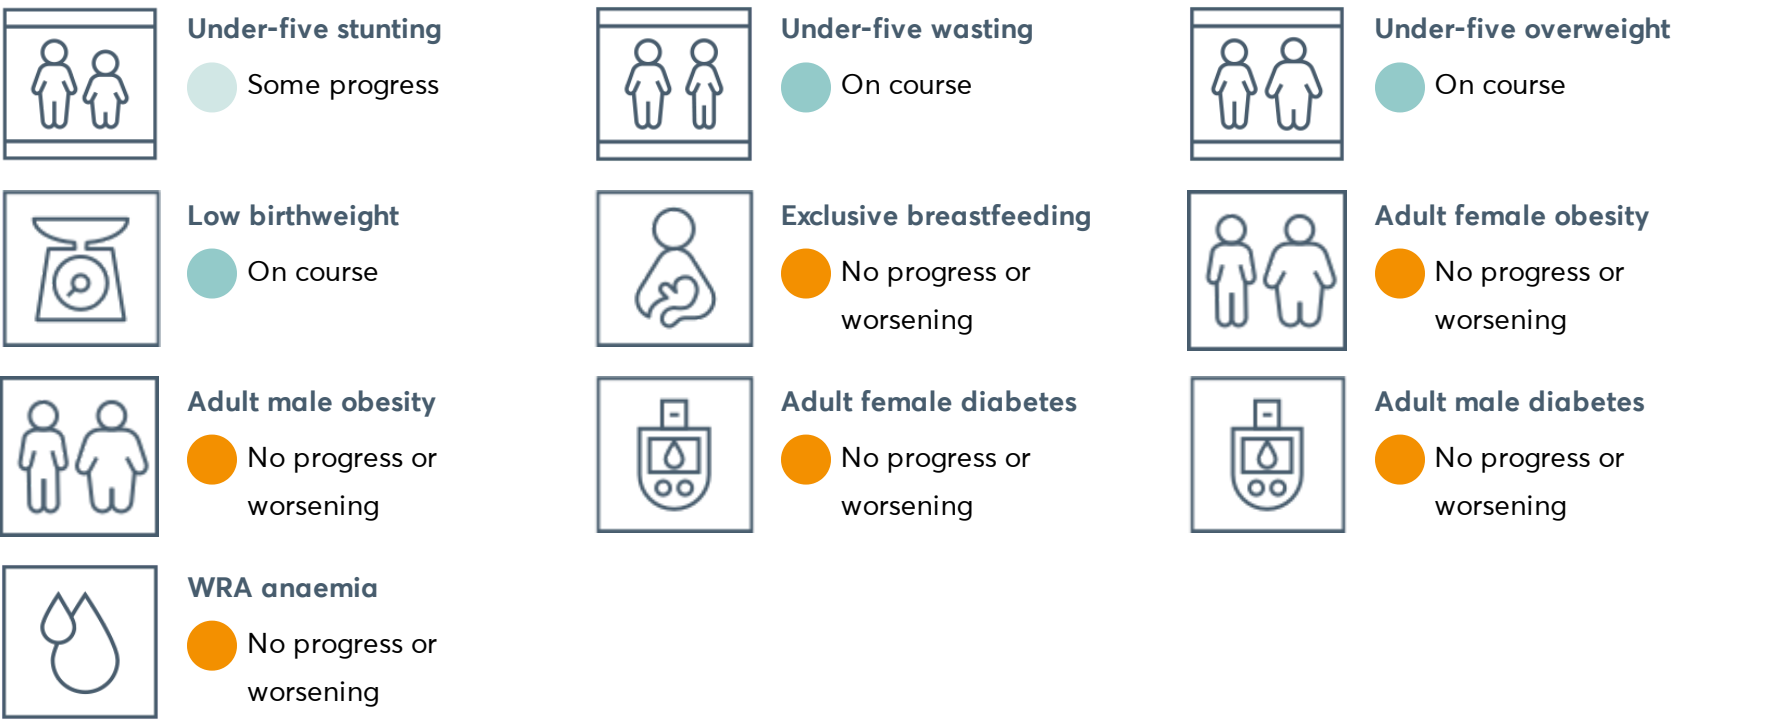 Under-five stunting
Some progress
Under-five wasting
On course
Under-five overweight
On course
Low birthweight
On course
Exclusive breastfeeding
No progress or
worsening
Adult female obesity
No progress or
worsening
Adult male obesity
No progress or
worsening
Adult female diabetes
No progress or
worsening
Adult male diabetes
No progress or
worsening
WRA anaemia
No progress or
worsening